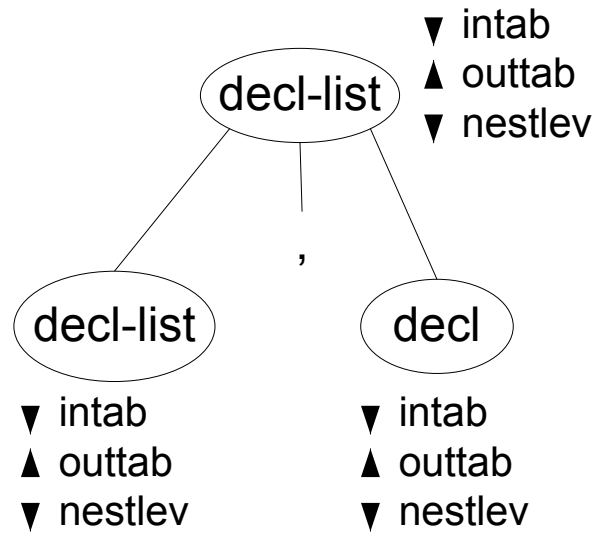 decl-list
▼ intab
▲ outtab
▼ nestlev
,
decl-list
decl
▼ intab
▲ outtab
▼ nestlev
▼ intab
▲ outtab
▼ nestlev